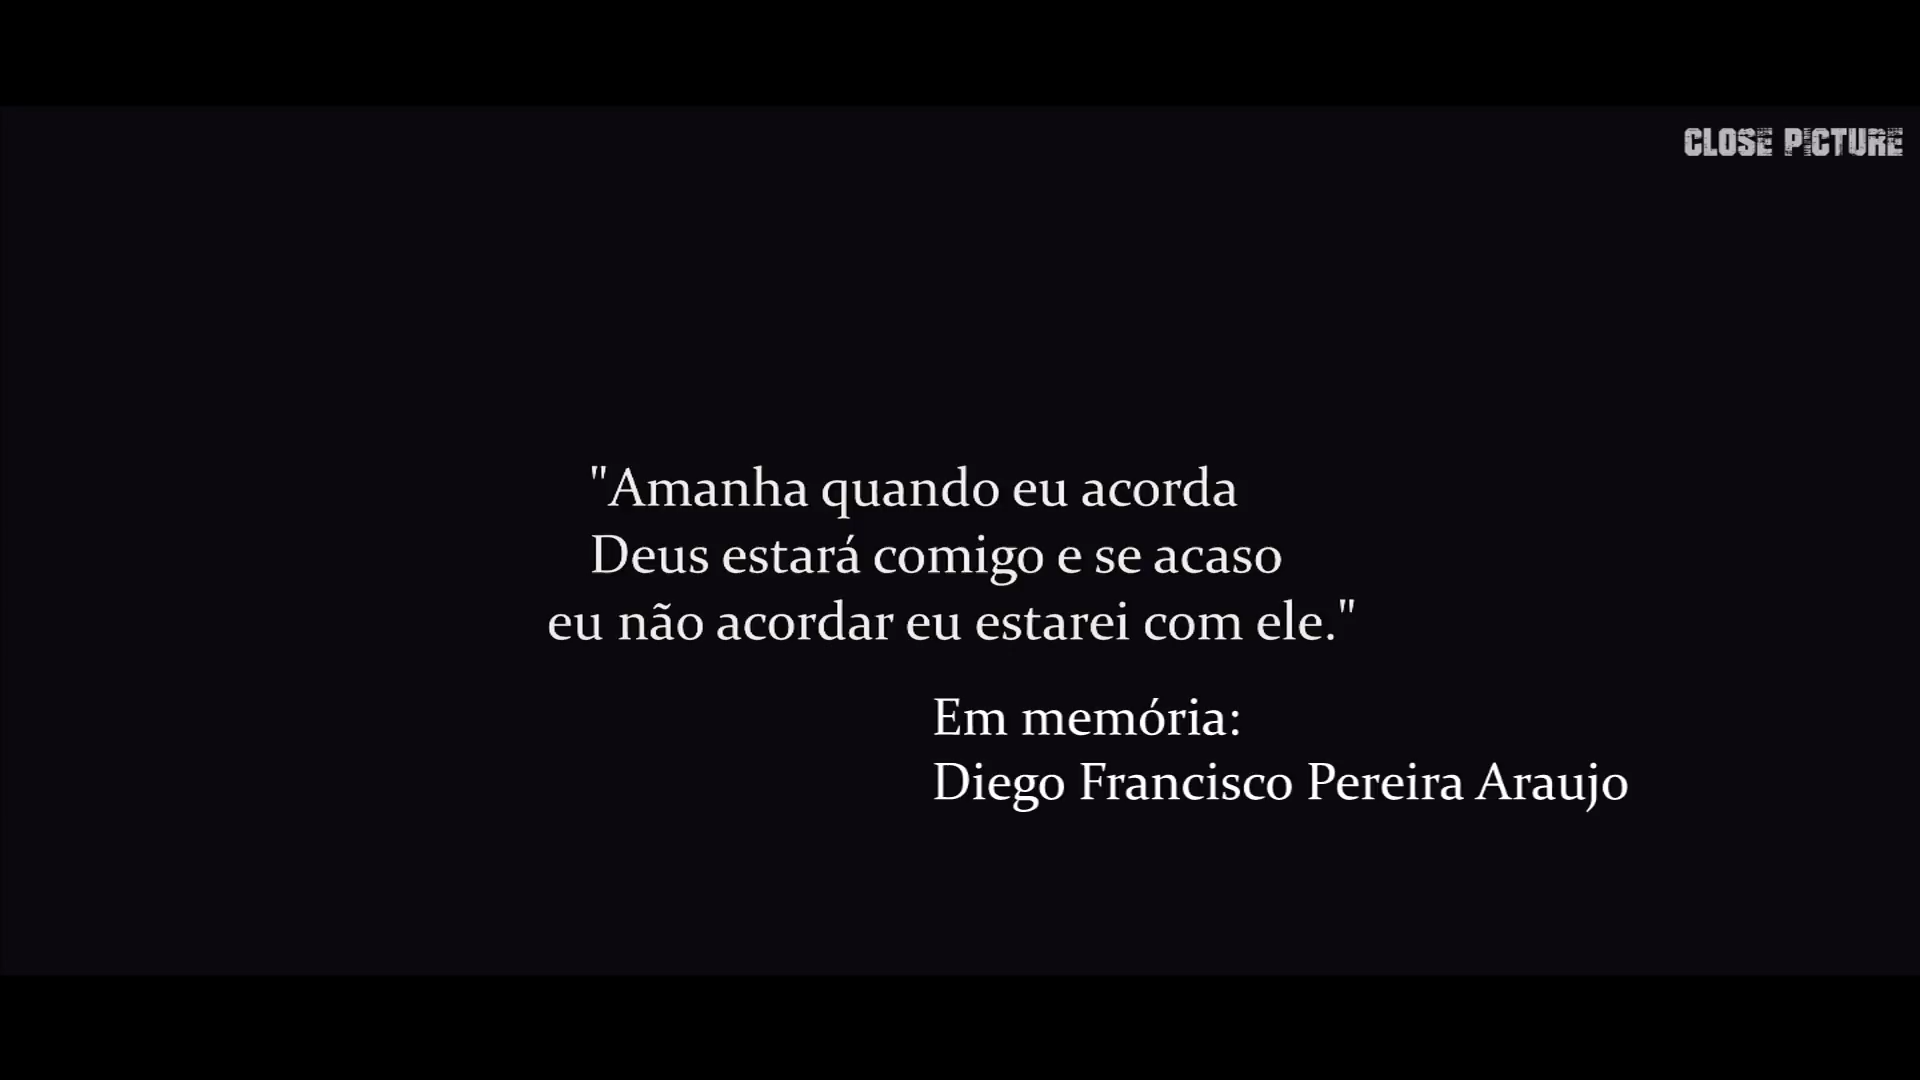 CLOSE PICTURE
"Amanha quando eu acorda
Deus estará comigo e se acaso
eu não acordar eu estarei com ele."
Em memória:
Diego Francisco Pereira Araujo